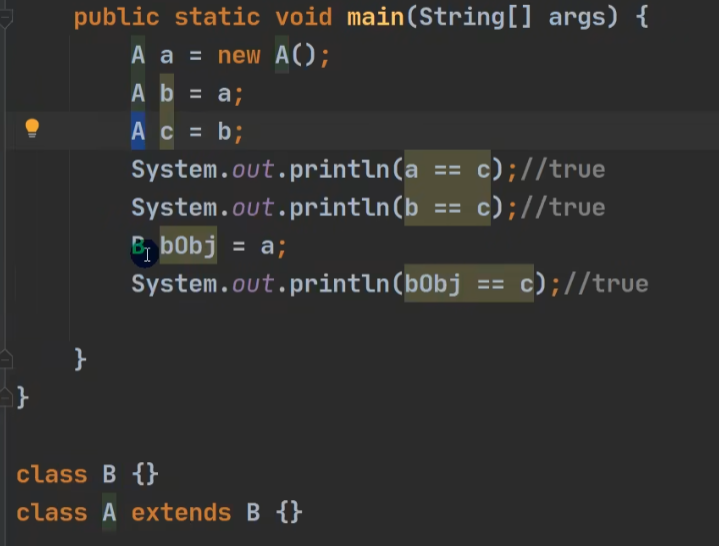 public static void main(String[] args) {
A a = new A();
A b = a;
A c = b;
System.out.println(a == c);//true
System.out.println(b == c);//true
B bObj = a;
System.out.println(bObj == c);//true
}
}
class B {}
class A extends B {}